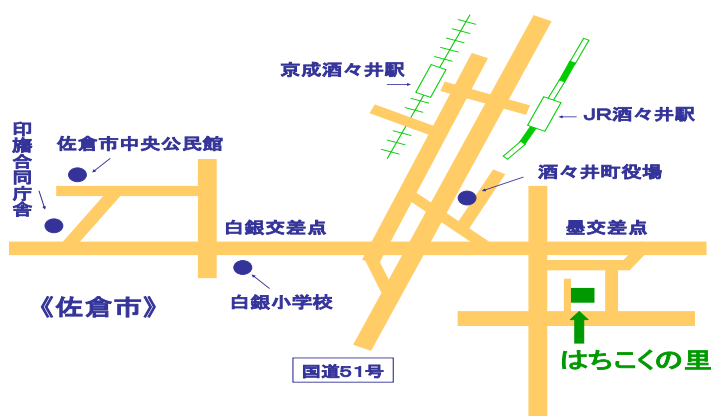 京成酒々井駅
JR酒々井駅
印旛合同庁舎
佐倉市中央公民館
酒々井町役場
白銀交差点
墨交差点
白銀小学校
《佐倉市》
はちこくの里
国道51号